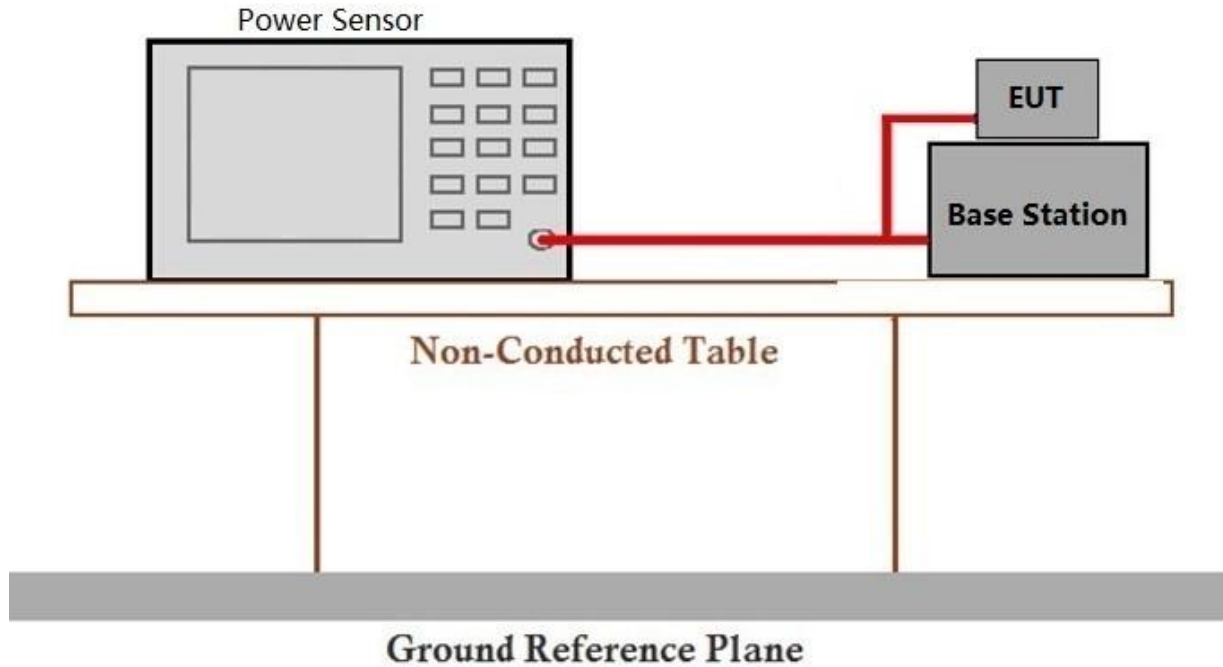 Power Sensor
EUT
Base Station
Non-Conducted Table
Ground Reference Plane